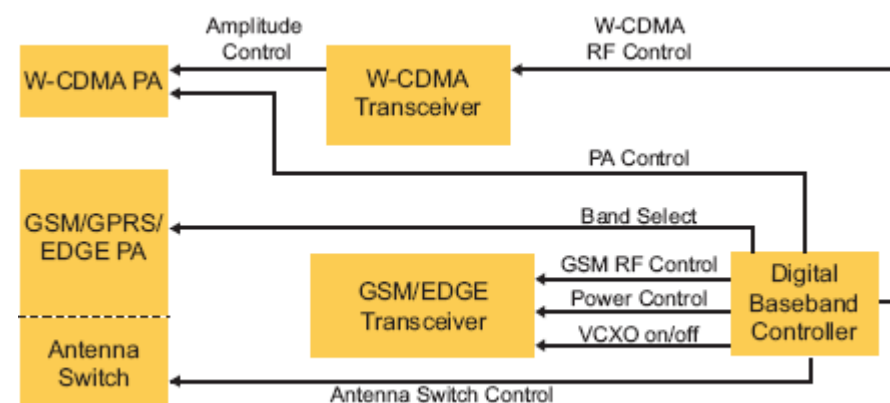 Amplitude
Control
W-CDMA
RF Control
W-CDMA PA
W-CDMA
Transceiver
PA Control
GSM/GPRS/
EDGE PA
Band Select
GSM RF Control
Power Control
VCXO on/off
GSM/EDGE
Transceiver
Digital
Baseband
Controller
Antenna
Switch
Antenna Switch Control